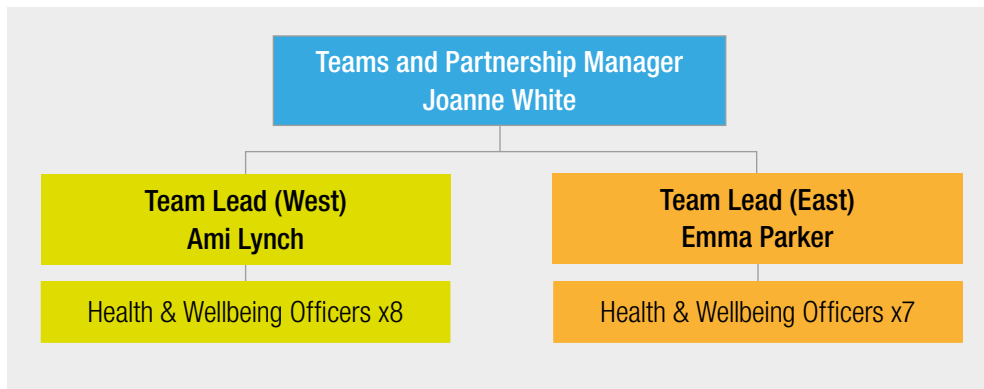 Teams and Partnership Manager
Joanne White
Team Lead (West)
Ami Lynch
Team Lead (East)
Emma Parker
Health & Wellbeing Officers x8
Health & Wellbeing Officers x7